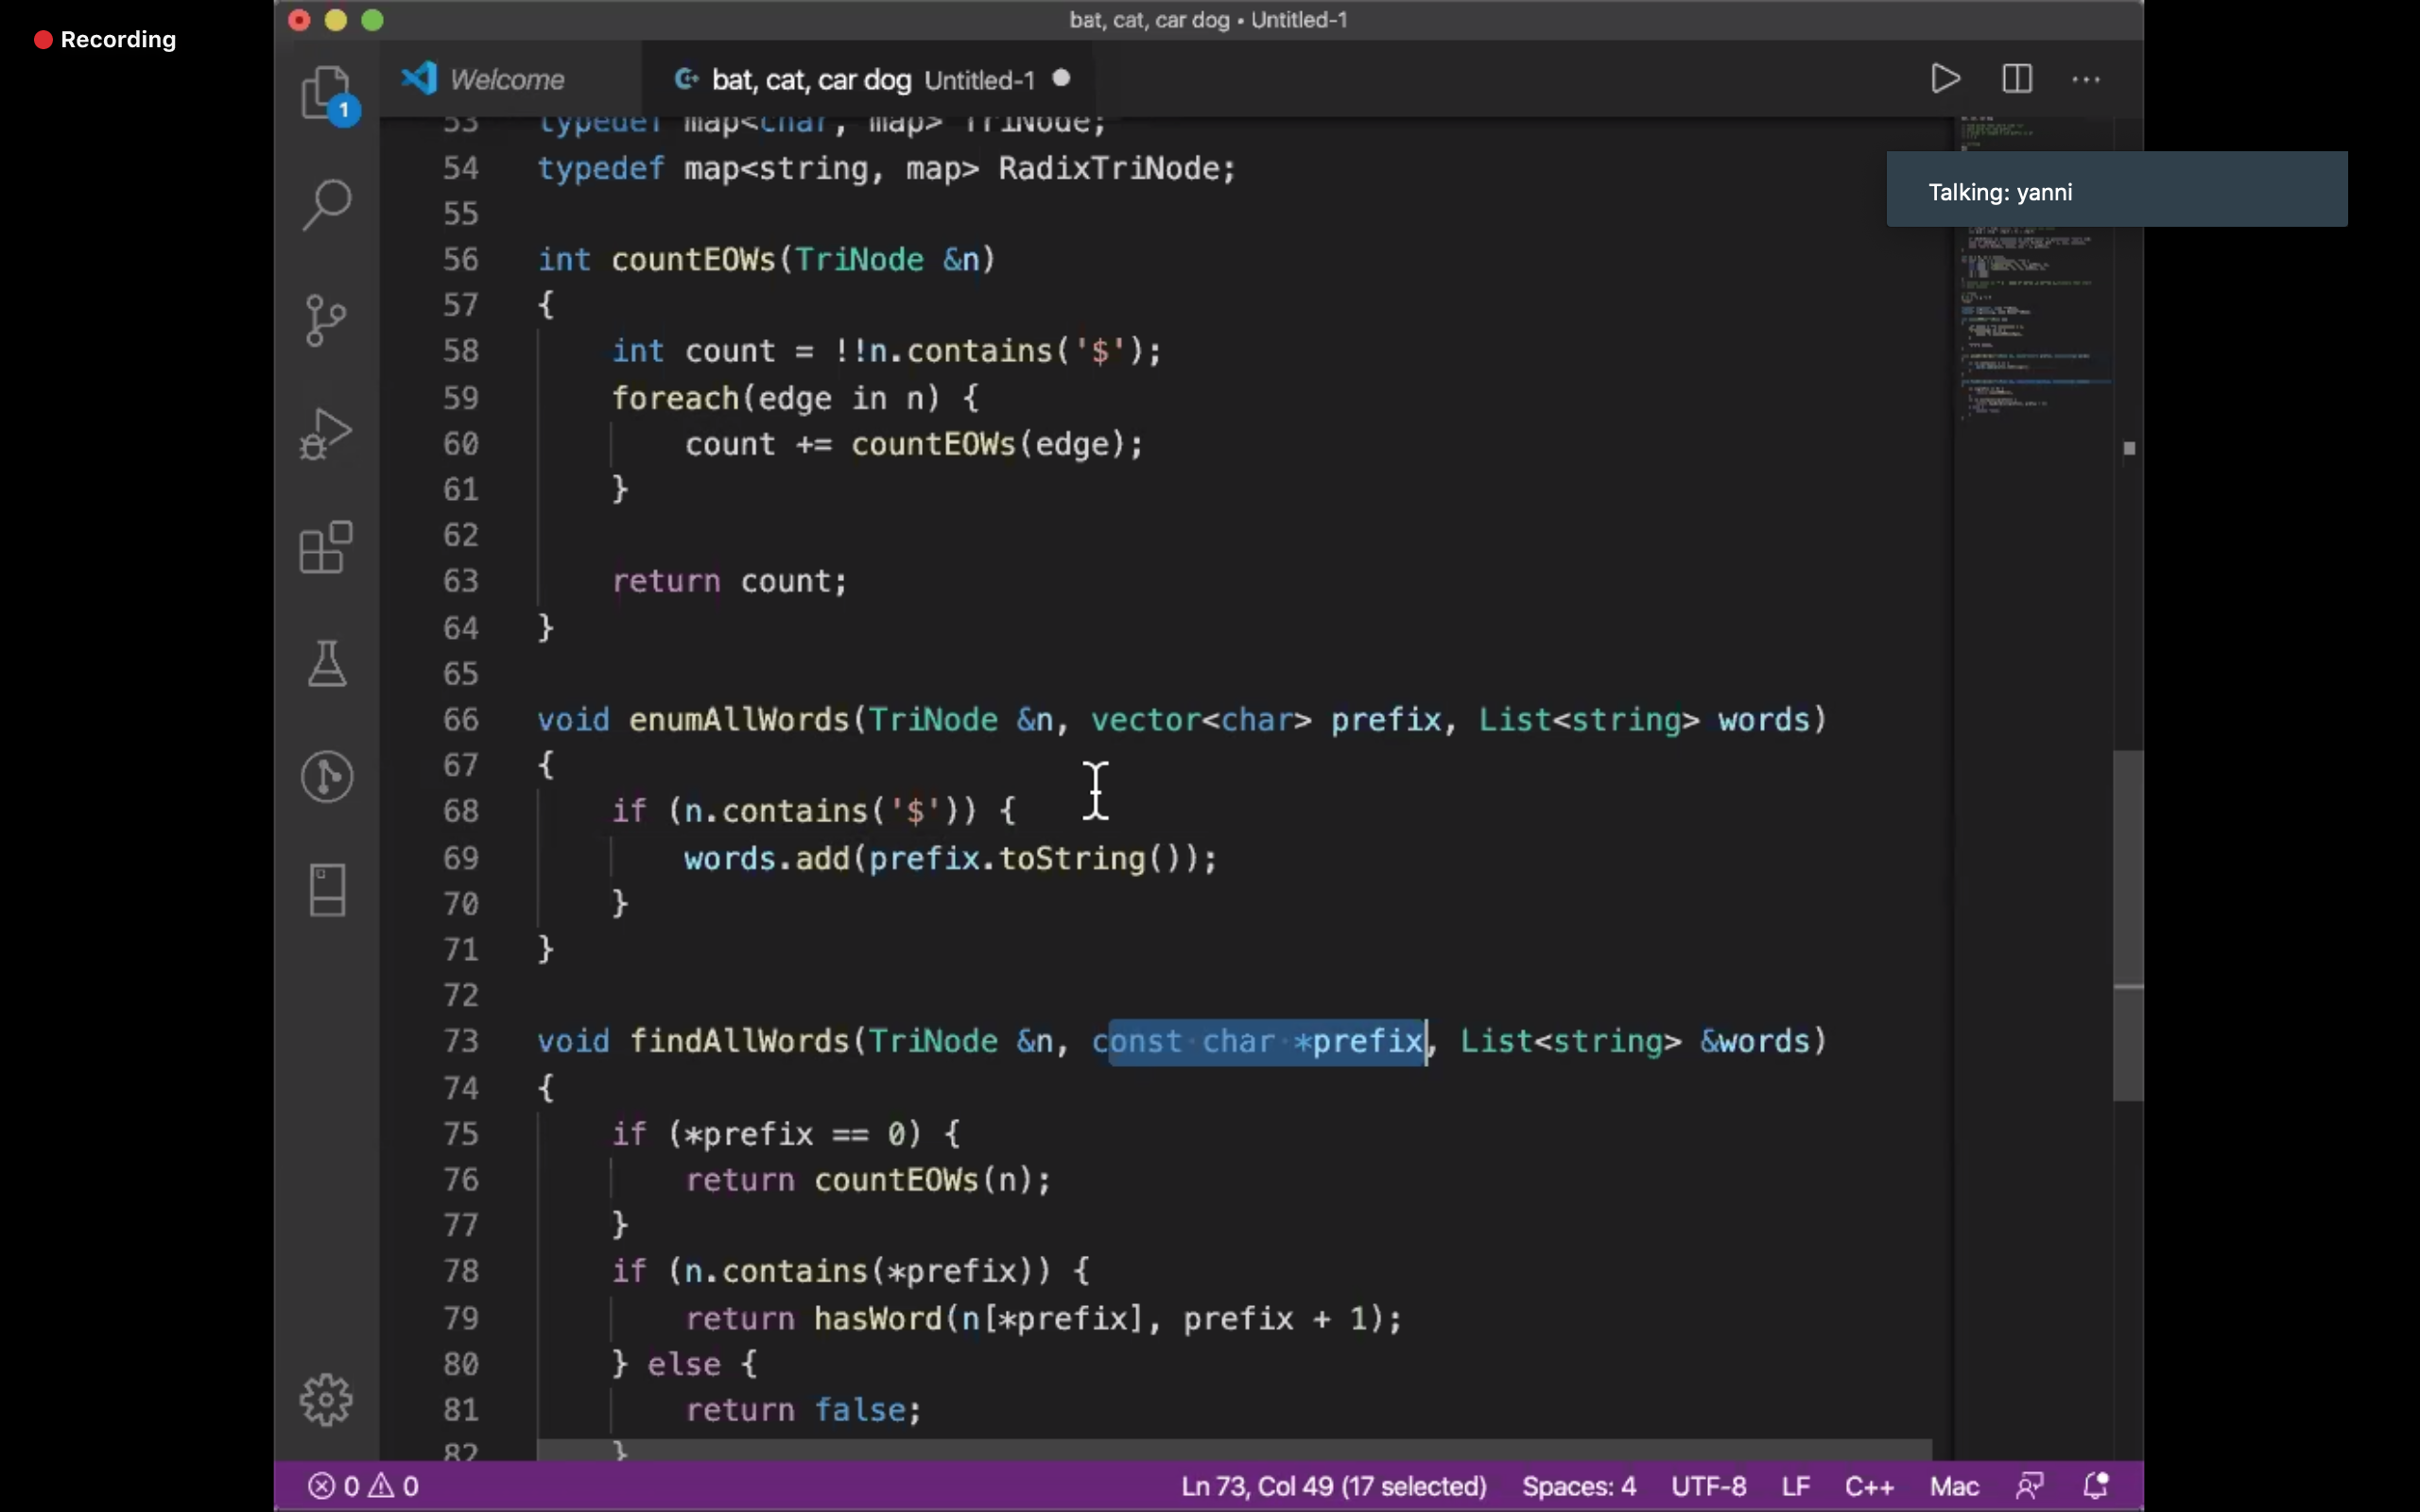 Recording
bat, cat, car dog • Untitled-1
Welcome
bat, cat, car dog Untitled-1
1
Talking: yanni
53 typedef map<char, map> TriNode;
54 typedef map<string, map> RadixTriNode;
55
56 int countEOWs(TriNode &n)
57 {
58 int count = !!n.contains('$');
59 foreach(edge in n) {
60 count += countEOWs(edge);
61 }
62
63 return count;
64 }
65
66 void enumAllWords(TriNode &n, vector<char> prefix, List<string> words)
67 {
68 if (n.contains('$')) {
69 words.add(prefix.toString());
70 }
71 }
72
73 void findAllWords(TriNode &n, const char *prefix, List<string> &words)
74 {
75 if (*prefix == 0) {
76 return countEOWs(n);
77 }
78 if (n.contains(*prefix)) {
79 return hasWord(n[*prefix], prefix + 1);
80 } else {
81 return false;
82 }
0 0 Ln 73, Col 49 (17 selected) Spaces: 4 UTF-8 LF C++ Mac